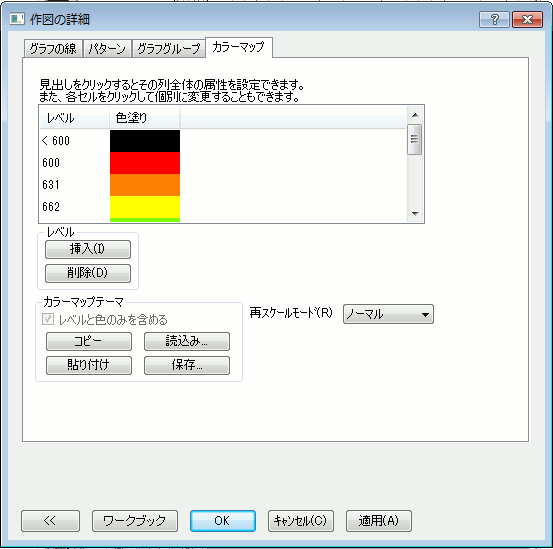 作図の詳細
グラフの線 パターン グラフグループ カラーマップ
見出しをクリックするとその列全体の属性を設定できます。
また、各セルをクリックして個別に変更することもできます。
レベル 色塗り
< 600
600
631
662
レベル
挿入(I)
削除(D)
カラーマップテーマ
レベルと色のみを含める
コピー 読込み...
貼り付け 保存...
再スケールモード(R) ノーマル
<< ワークブック OK キャンセル(C) 適用(A)